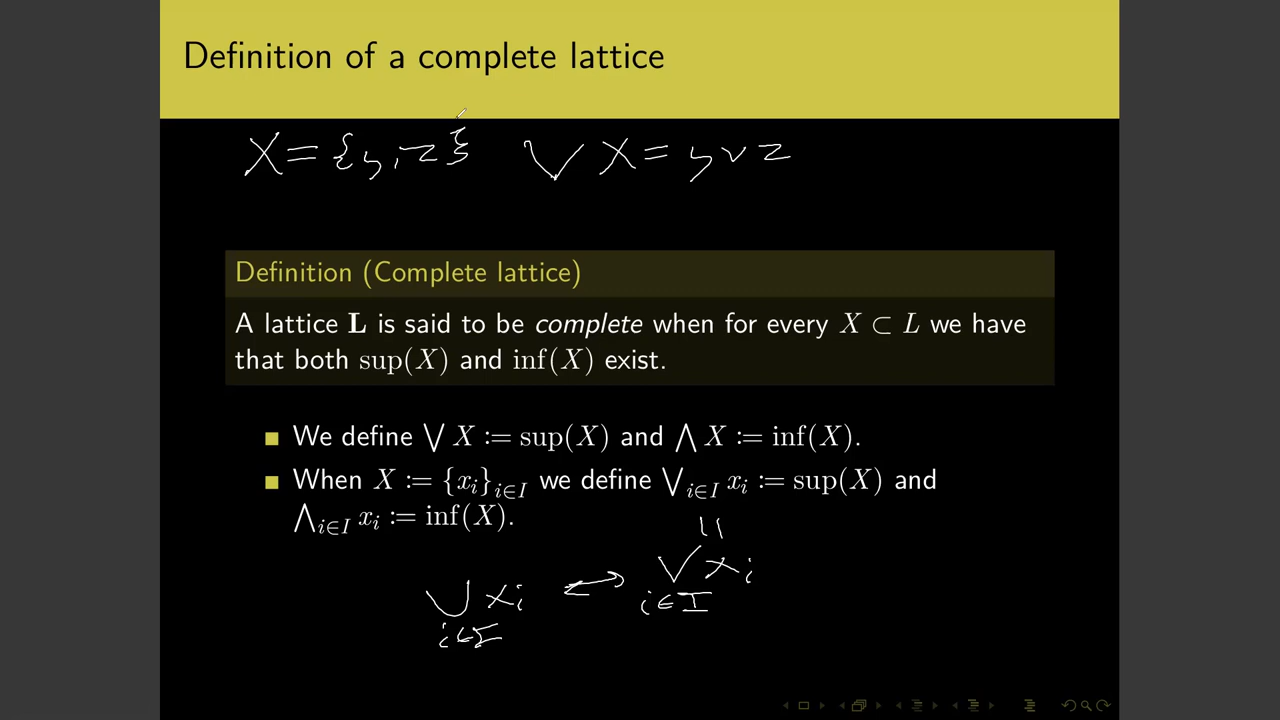 Definition of a complete lattice
X = {y, z} ⋁ X = y ∨ z
Definition (Complete lattice)
A lattice L is said to be complete when for every X ⊂ L we have
that both sup(X) and inf(X) exist.
We define ⋁ X := sup(X) and ⋀ X := inf(X).
When X := {x_i}_{i∈I} we define ⋁_{i∈I} x_i := sup(X) and
⋀_{i∈I} x_i := inf(X).
||
⋃_{i∈I} x_i ↔ ⋁_{i∈I} x_i